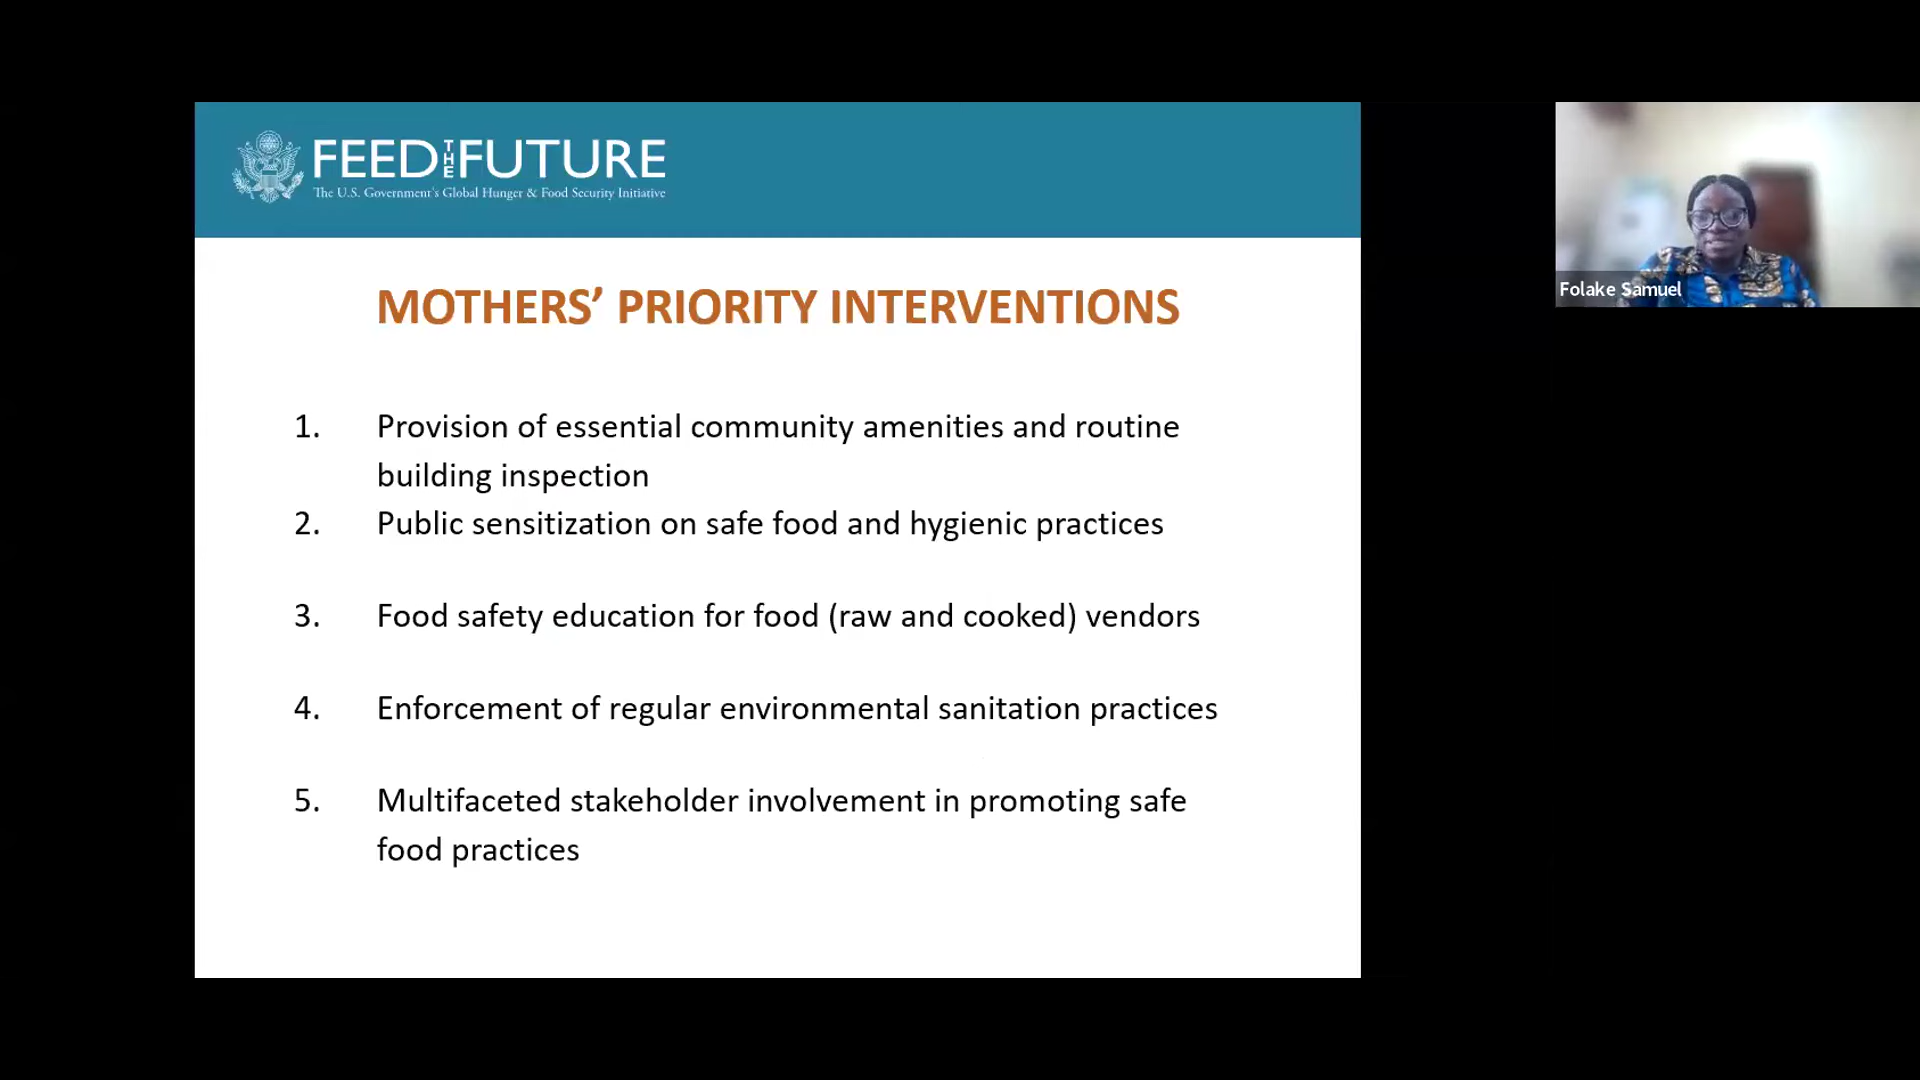 FEED THE FUTURE
The U.S. Government's Global Hunger & Food Security Initiative
MOTHERS’ PRIORITY INTERVENTIONS
1. Provision of essential community amenities and routine
building inspection
2. Public sensitization on safe food and hygienic practices
3. Food safety education for food (raw and cooked) vendors
4. Enforcement of regular environmental sanitation practices
5. Multifaceted stakeholder involvement in promoting safe
food practices
Folake Samuel